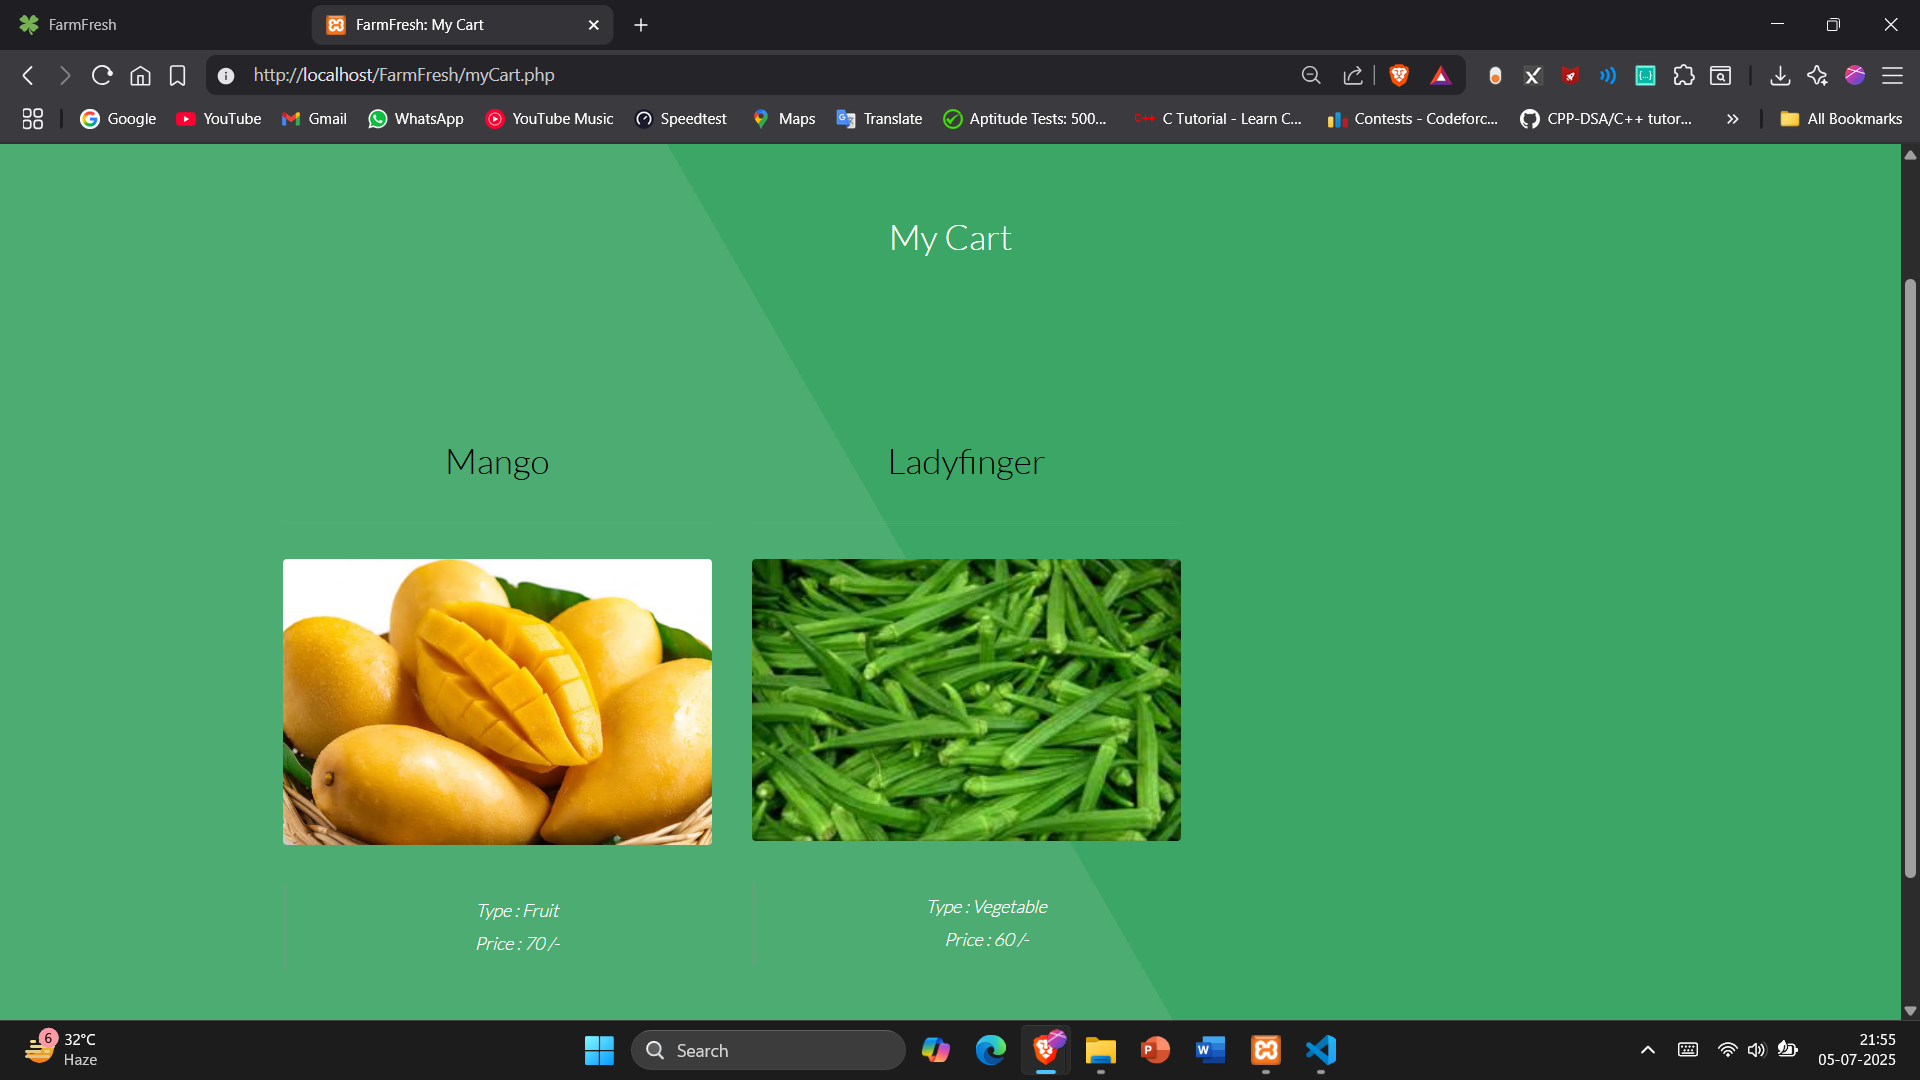 FarmFresh
FarmFresh: My Cart
http://localhost/FarmFresh/myCart.php
Google
YouTube
Gmail
WhatsApp
YouTube Music
Speedtest
Maps
Translate
Aptitude Tests: 500...
C++ C Tutorial - Learn C...
Contests - Codeforc...
CPP-DSA/C++ tutor...
All Bookmarks
My Cart
Mango
Ladyfinger
Type : Fruit
Price : 70 /-
Type : Vegetable
Price : 60 /-
6
32°C
Haze
Search
21:55
05-07-2025